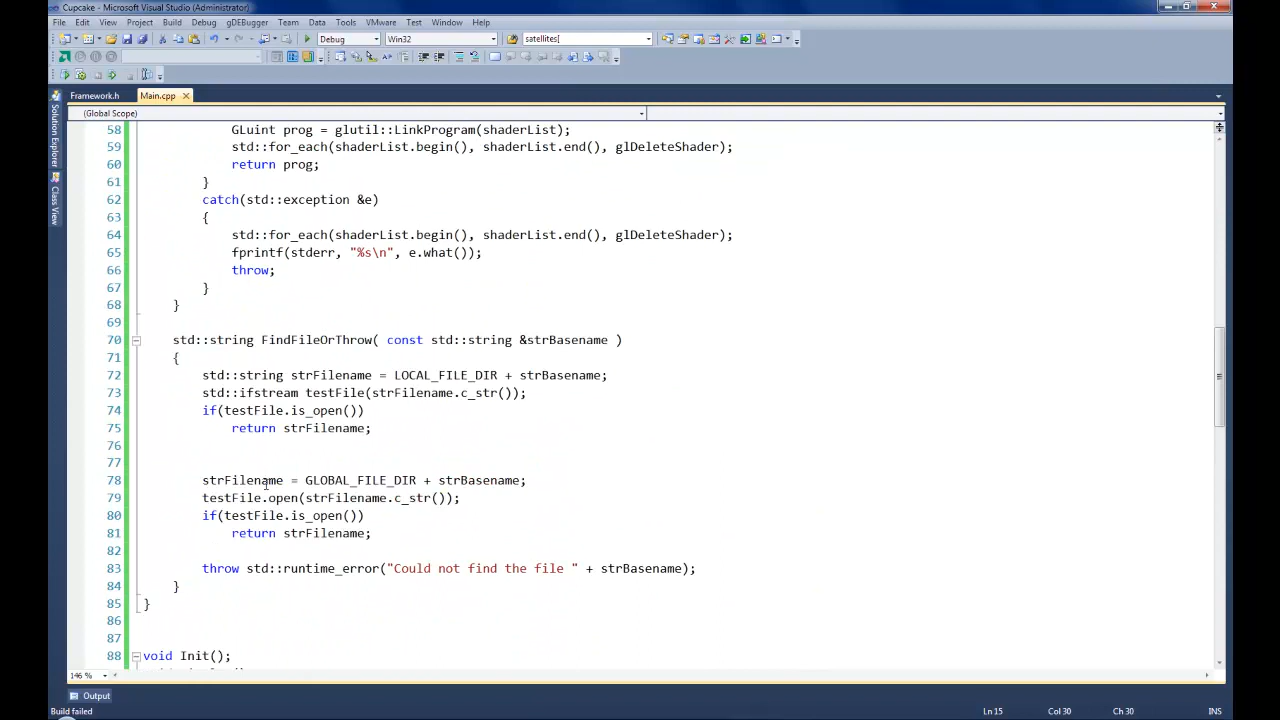 Cupcake - Microsoft Visual Studio (Administrator)
File Edit View Project Build Debug gDEBugger Team Data Tools VMware Test Window Help
Debug Win32 satellites[
Framework.h Main.cpp
(Global Scope)
Solution Explorer
Class View
58 GLuint prog = glutil::LinkProgram(shaderList);
59 std::for_each(shaderList.begin(), shaderList.end(), glDeleteShader);
60 return prog;
61 }
62 catch(std::exception &e)
63 {
64 std::for_each(shaderList.begin(), shaderList.end(), glDeleteShader);
65 fprintf(stderr, "%s\n", e.what());
66 throw;
67 }
68 }
69
70 std::string FindFileOrThrow( const std::string &strBasename )
71 {
72 std::string strFilename = LOCAL_FILE_DIR + strBasename;
73 std::ifstream testFile(strFilename.c_str());
74 if(testFile.is_open())
75 return strFilename;
76
77
78 strFilename = GLOBAL_FILE_DIR + strBasename;
79 testFile.open(strFilename.c_str());
80 if(testFile.is_open())
81 return strFilename;
82
83 throw std::runtime_error("Could not find the file " + strBasename);
84 }
85 }
86
87
88 void Init();
146 %
Output
Build failed Ln 15 Col 30 Ch 30 INS